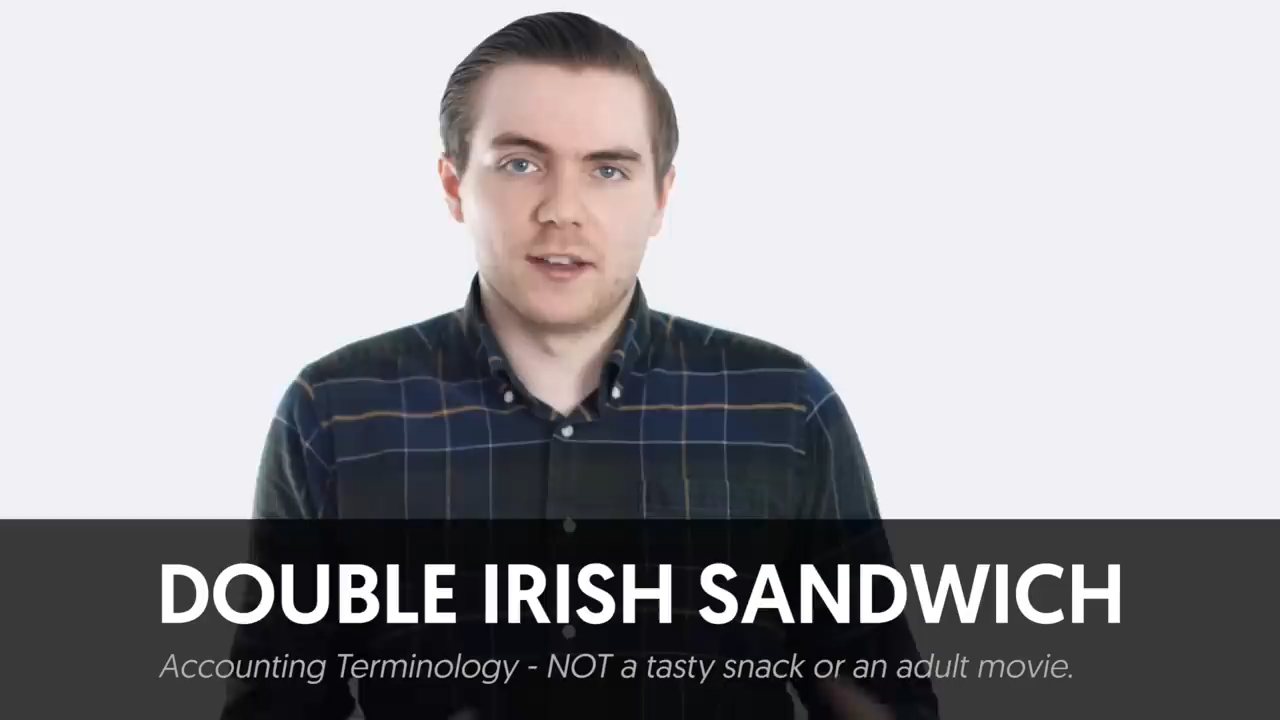 DOUBLE IRISH SANDWICH
Accounting Terminology - NOT a tasty snack or an adult movie.